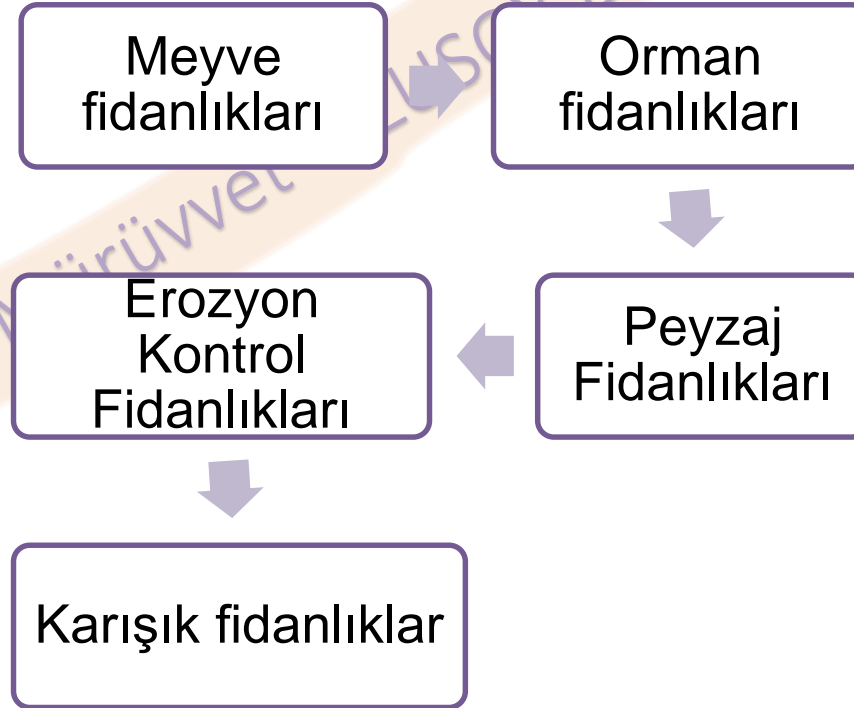 Meyve
fidanlıkları
Orman
fidanlıkları
Peyzaj
Fidanlıkları
Erozyon
Kontrol
Fidanlıkları
Karışık fidanlıklar